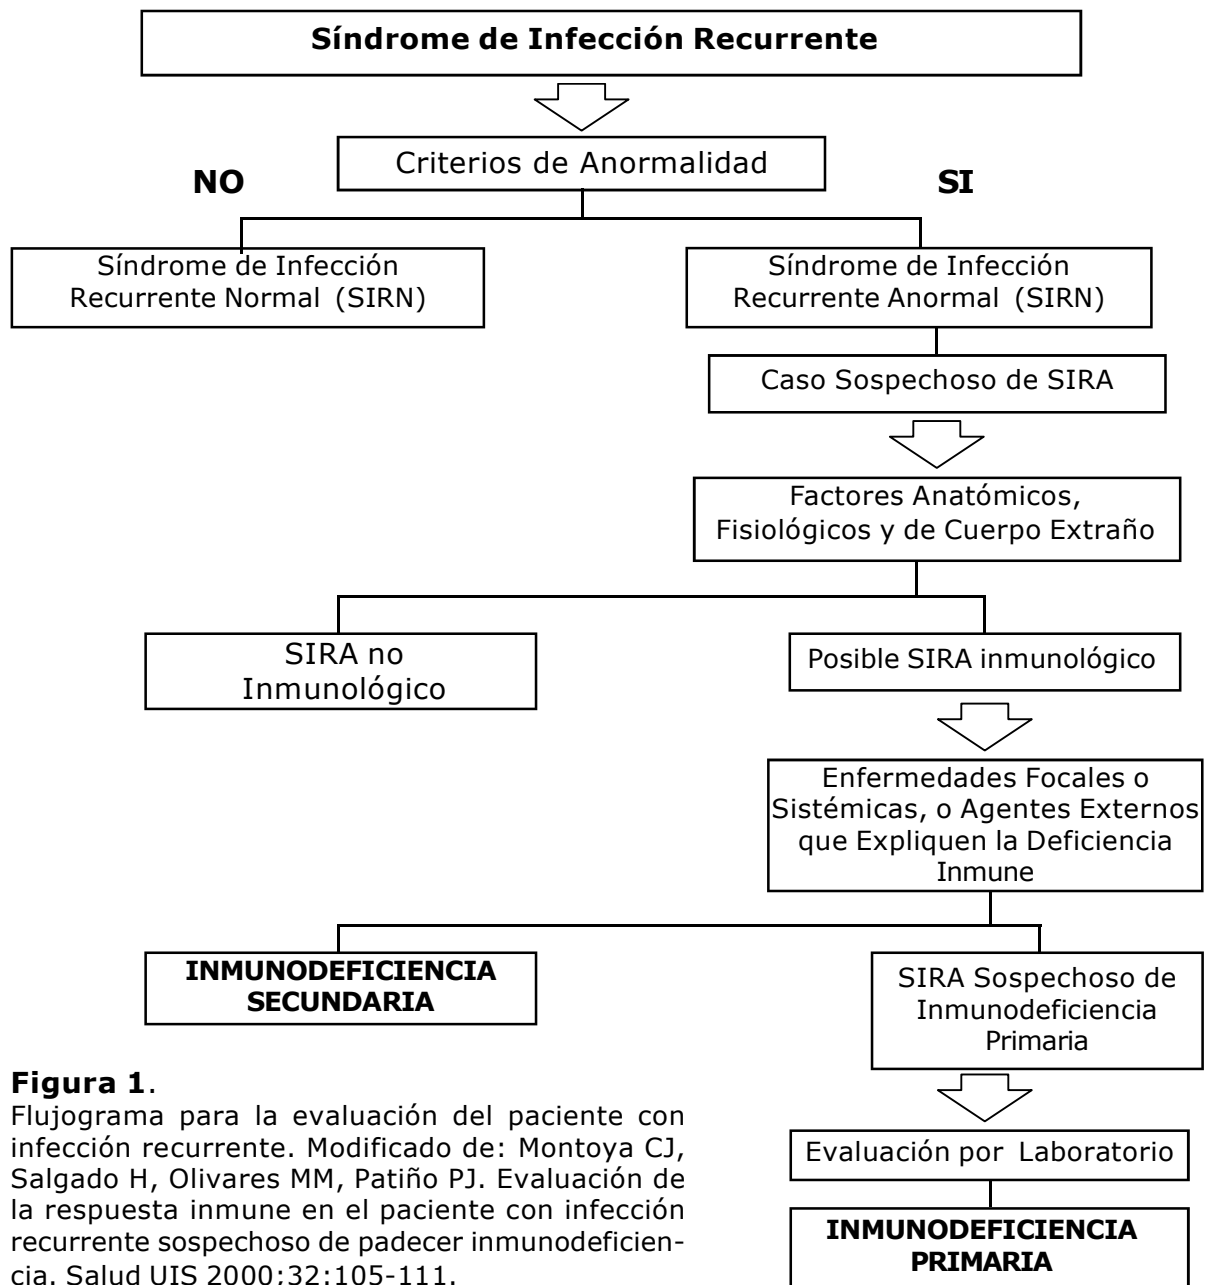 Síndrome de Infección Recurrente
Criterios de Anormalidad
NO
SI
Síndrome de Infección
Recurrente Normal (SIRN)
Síndrome de Infección
Recurrente Anormal (SIRN)
Caso Sospechoso de SIRA
Factores Anatómicos,
Fisiológicos y de Cuerpo Extraño
SIRA no
Inmunológico
Posible SIRA inmunológico
Enfermedades Focales o
Sistémicas, o Agentes Externos
que Expliquen la Deficiencia
Inmune
INMUNODEFICIENCIA
SECUNDARIA
SIRA Sospechoso de
Inmunodeficiencia
Primaria
Evaluación por Laboratorio
INMUNODEFICIENCIA
PRIMARIA
Figura 1.
Flujograma para la evaluación del paciente con
infección recurrente. Modificado de: Montoya CJ,
Salgado H, Olivares MM, Patiño PJ. Evaluación de
la respuesta inmune en el paciente con infección
recurrente sospechoso de padecer inmunodeficien-
cia. Salud UIS 2000;32:105-111.